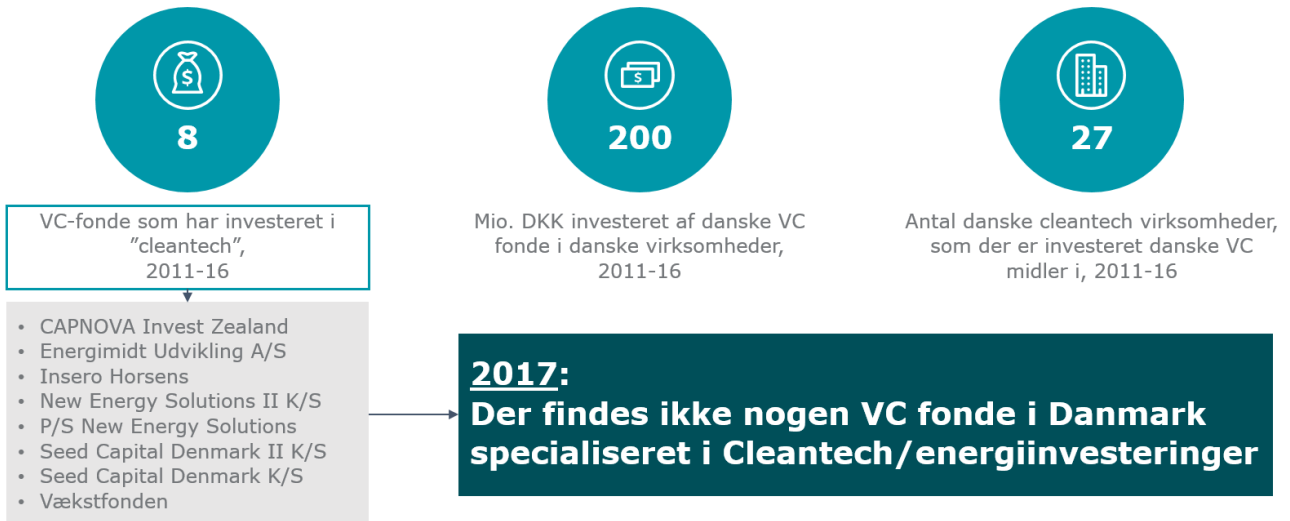 8
VC-fonde som har investeret i
”cleantech”,
2011-16
200
Mio. DKK investeret af danske VC
fonde i danske virksomheder,
2011-16
27
Antal danske cleantech virksomheder,
som der er investeret danske VC
midler i, 2011-16
• CAPNOVA Invest Zealand
• Energimidt Udvikling A/S
• Insero Horsens
• New Energy Solutions II K/S
• P/S New Energy Solutions
• Seed Capital Denmark II K/S
• Seed Capital Denmark K/S
• Vækstfonden
2017:
Der findes ikke nogen VC fonde i Danmark
specialiseret i Cleantech/energiinvesteringer